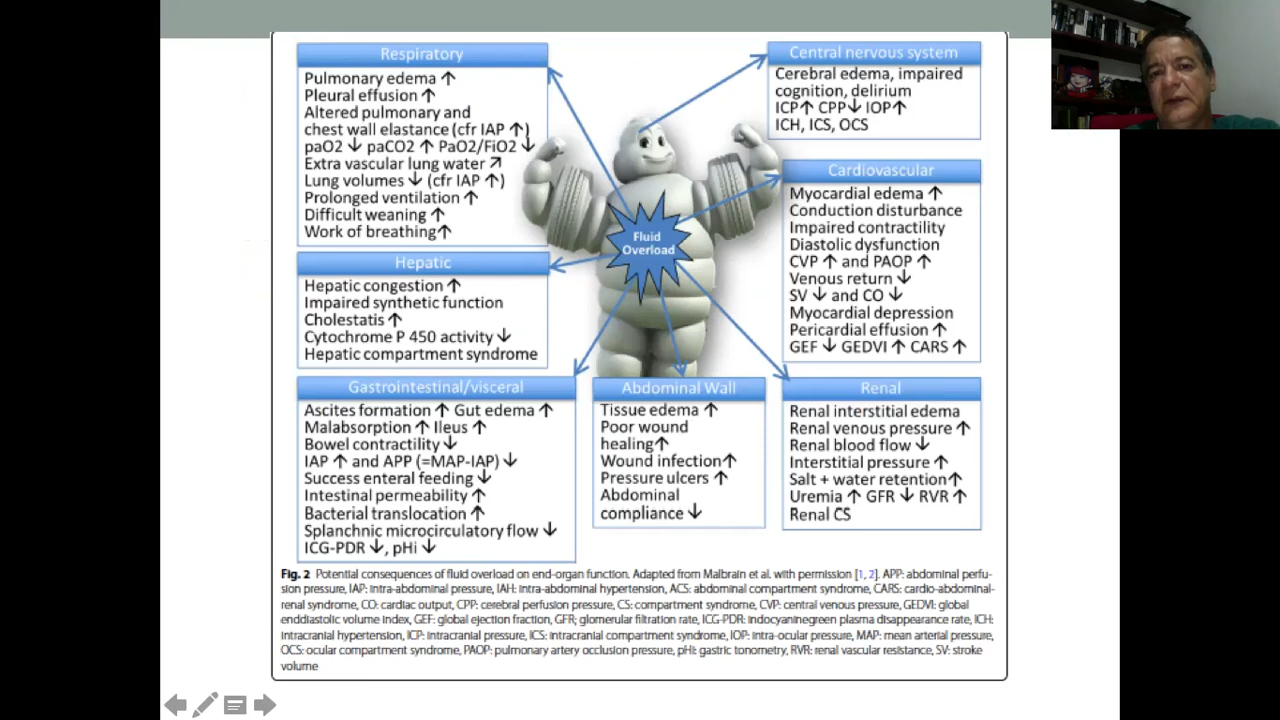 Respiratory
Pulmonary edema ↑
Pleural effusion ↑
Altered pulmonary and
chest wall elastance (cfr IAP ↑)
paO2 ↓ paCO2 ↑ PaO2/FiO2 ↓
Extra vascular lung water ↗
Lung volumes ↓ (cfr IAP ↑)
Prolonged ventilation ↑
Difficult weaning ↑
Work of breathing↑
Central nervous system
Cerebral edema, impaired
cognition, delirium
ICP↑ CPP↓ IOP↑
ICH, ICS, OCS
Cardiovascular
Myocardial edema ↑
Conduction disturbance
Impaired contractility
Diastolic dysfunction
CVP ↑ and PAOP ↑
Venous return ↓
SV ↓ and CO ↓
Myocardial depression
Pericardial effusion ↑
GEF ↓ GEDVI ↑ CARS ↑
Fluid
Overload
Hepatic
Hepatic congestion ↑
Impaired synthetic function
Cholestatis ↑
Cytochrome P 450 activity ↓
Hepatic compartment syndrome
Gastrointestinal/visceral
Ascites formation ↑ Gut edema ↑
Malabsorption ↑ Ileus ↑
Bowel contractility ↓
IAP ↑ and APP (=MAP-IAP) ↓
Success enteral feeding ↓
Intestinal permeability ↑
Bacterial translocation ↑
Splanchnic microcirculatory flow ↓
ICG-PDR ↓, pHi ↓
Abdominal Wall
Tissue edema ↑
Poor wound
healing↑
Wound infection↑
Pressure ulcers ↑
Abdominal
compliance ↓
Renal
Renal interstitial edema
Renal venous pressure ↑
Renal blood flow ↓
Interstitial pressure ↑
Salt + water retention↑
Uremia ↑ GFR ↓ RVR ↑
Renal CS
Fig. 2 Potential consequences of fluid overload on end-organ function. Adapted from Malbrain et al. with permission [1, 2]. APP: abdominal perfu-
sion pressure, IAP: intra-abdominal pressure, IAH: intra-abdominal hypertension, ACS: abdominal compartment syndrome, CARS: cardio-abdominal-
renal syndrome, CO: cardiac output, CPP: cerebral perfusion pressure, CS: compartment syndrome, CVP: central venous pressure, GEDVI: global
enddiastolic volume index, GEF: global ejection fraction, GFR; glomerular filtration rate, ICG-PDR: indocyaninegreen plasma disappearance rate, ICH:
intracranial hypertension, ICP: intracranial pressure, ICS: intracranial compartment syndrome, IOP: intra-ocular pressure, MAP: mean arterial pressure,
OCS: ocular compartment syndrome, PAOP: pulmonary artery occlusion pressure, pHi: gastric tonometry, RVR: renal vascular resistance, SV: stroke
volume